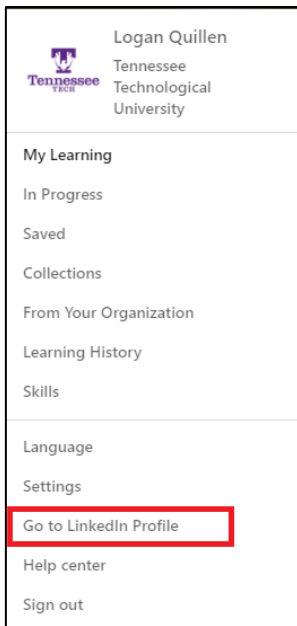 Logan Quillen
Tennessee
TECH
Tennessee
Technological
University
My Learning
In Progress
Saved
Collections
From Your Organization
Learning History
Skills
Language
Settings
Go to LinkedIn Profile
Help center
Sign out